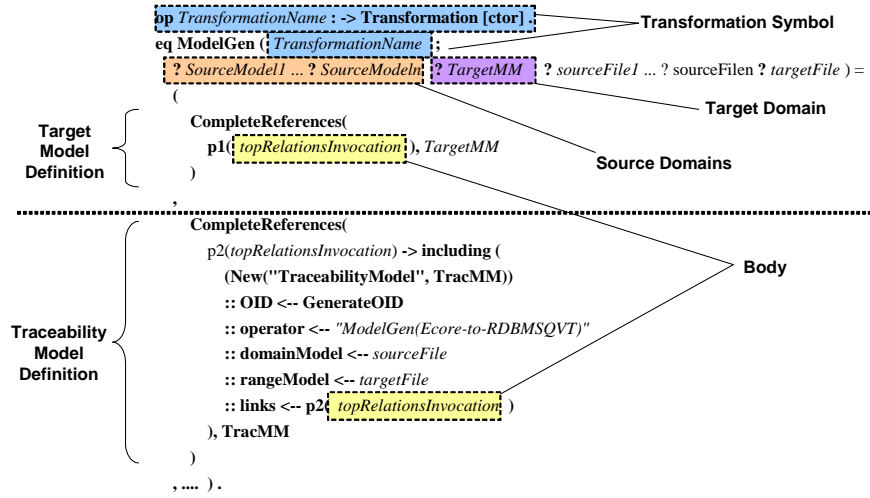 op TransformationName : -> Transformation [ctor] .
Transformation Symbol
eq ModelGen ( TransformationName ;
? SourceModel1 ... ? SourceModeln ? TargetMM ? sourceFile1 ... ? sourceFilen ? targetFile ) =
(
Target Domain
CompleteReferences(
Target
Model
Definition
p1( topRelationsInvocation ), TargetMM
Source Domains
)
,
CompleteReferences(
p2(topRelationsInvocation) -> including (
Body
(New("TraceabilityModel", TracMM))
:: OID <-- GenerateOID
Traceability
Model
Definition
:: operator <-- "ModelGen(Ecore-to-RDBMSQVT)"
:: domainModel <-- sourceFile
:: rangeModel <-- targetFile
:: links <-- p2( topRelationsInvocation )
), TracMM
)
, .... ) .